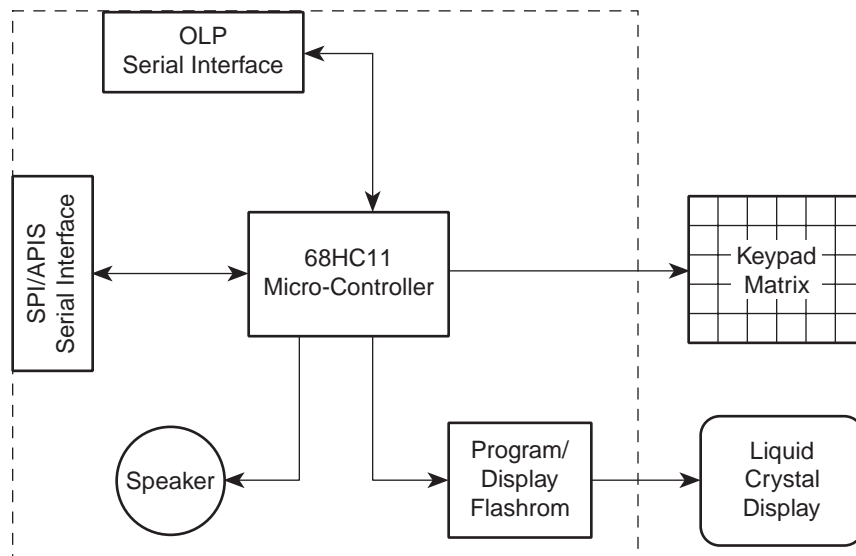 OLP
Serial Interface
SPI/APIS
Serial Interface
68HC11
Micro-Controller
Keypad
Matrix
Speaker
Program/
Display
Flashrom
Liquid
Crystal
Display